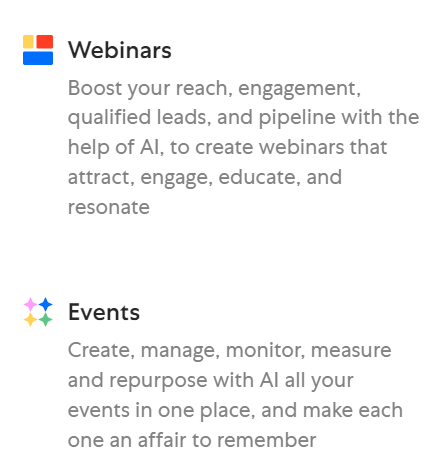 Webinars
Boost your reach, engagement,
qualified leads, and pipeline with the
help of AI, to create webinars that
attract, engage, educate, and
resonate
Events
Create, manage, monitor, measure
and repurpose with AI all your
events in one place, and make each
one an affair to remember